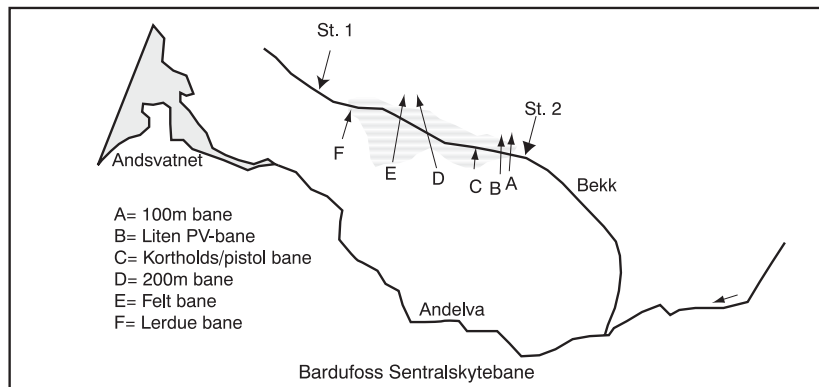 St. 1
St. 2
F
E
D
C
B
A
Andsvatnet
Bekk
A= 100m bane
B= Liten PV-bane
C= Kortholds/pistol bane
D= 200m bane
E= Felt bane
F= Lerdue bane
Andelva
Bardufoss Sentralskytebane